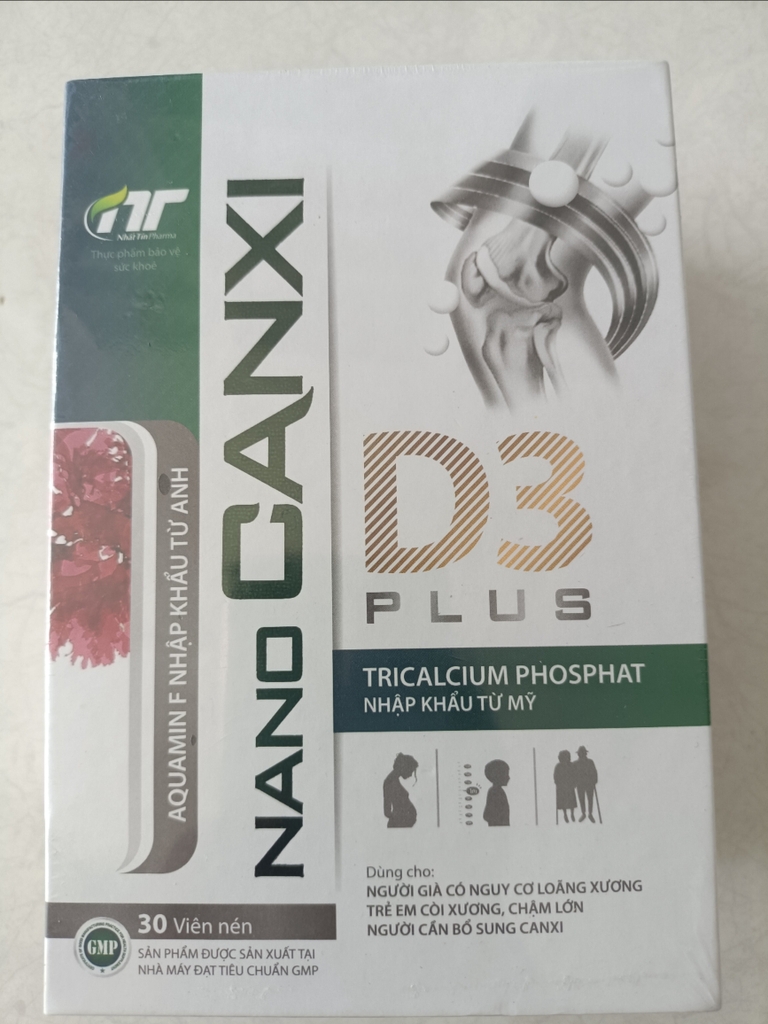 nT
Nhất Tín Pharma
Thực phẩm bảo vệ
sức khoẻ
NANO CANXI
D3
PLUS
AQUAMIN F NHẬP KHẨU TỪ ANH
TRICALCIUM PHOSPHAT
NHẬP KHẨU TỪ MỸ
Dùng cho:
NGƯỜI GIÀ CÓ NGUY CƠ LOÃNG XƯƠNG
TRẺ EM CÒI XƯƠNG, CHẬM LỚN
NGƯỜI CẦN BỔ SUNG CANXI
30 Viên nén
GMP
SẢN PHẨM ĐƯỢC SẢN XUẤT TẠI
NHÀ MÁY ĐẠT TIÊU CHUẨN GMP